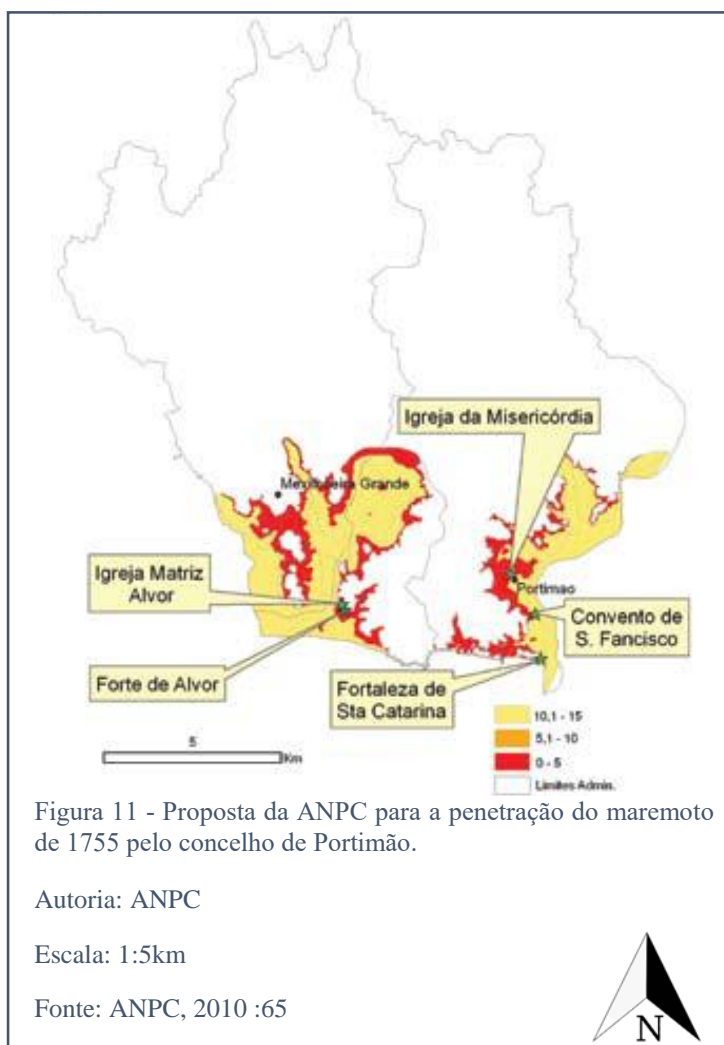 Igreja da Misericórdia
Mexilhoeira Grande
Igreja Matriz
Alvor
Portimao
Convento de
S. Fancisco
Forte de Alvor
Fortaleza de
Sta Catarina
5
Km
10,1 - 15
5,1 - 10
0 - 5
Limites Admin.
Figura 11 - Proposta da ANPC para a penetração do maremoto
de 1755 pelo concelho de Portimão.
Autoria: ANPC
Escala: 1:5km
Fonte: ANPC, 2010 :65
N